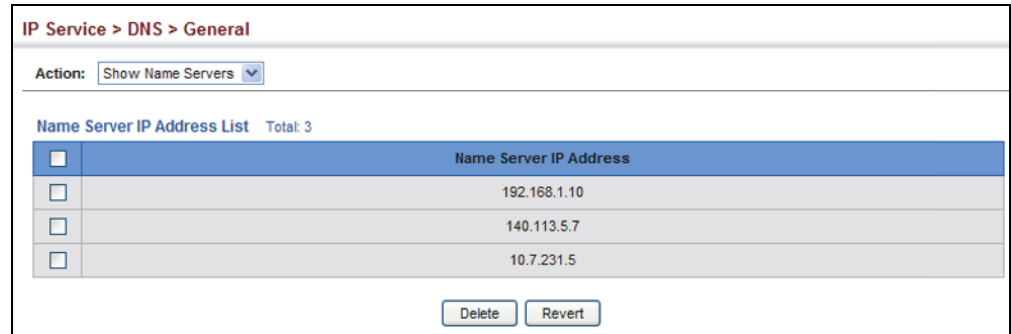 IP Service > DNS > General
Action: Show Name Servers
Name Server IP Address List Total: 3
Name Server IP Address
192.168.1.10
140.113.5.7
10.7.231.5
Delete Revert